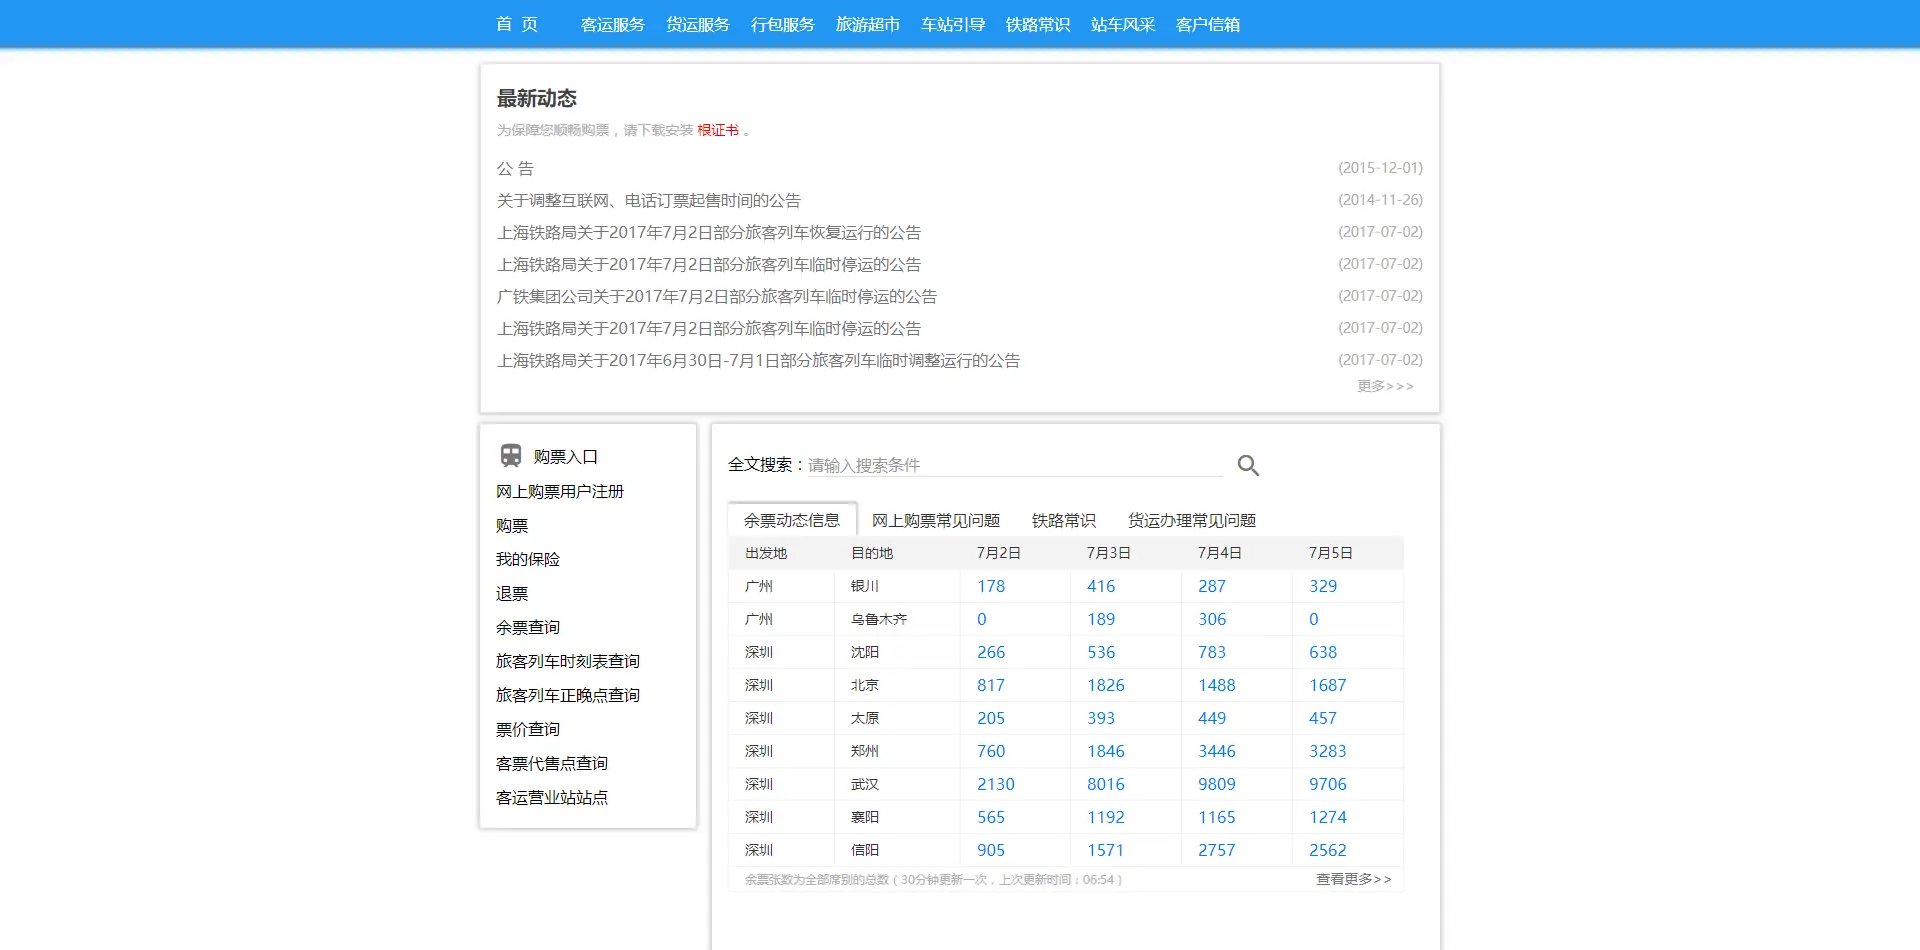 首 页 客运服务 货运服务 行包服务 旅游超市 车站引导 铁路常识 站车风采 客户信箱
最新动态
为保障您顺畅购票，请下载安装 根证书 。
公 告 (2015-12-01)
关于调整互联网、电话订票起售时间的公告 (2014-11-26)
上海铁路局关于2017年7月2日部分旅客列车恢复运行的公告 (2017-07-02)
上海铁路局关于2017年7月2日部分旅客列车临时停运的公告 (2017-07-02)
广铁集团公司关于2017年7月2日部分旅客列车临时停运的公告 (2017-07-02)
上海铁路局关于2017年7月2日部分旅客列车临时停运的公告 (2017-07-02)
上海铁路局关于2017年6月30日-7月1日部分旅客列车临时调整运行的公告 (2017-07-02)
更多>>>
购票入口
网上购票用户注册
购票
我的保险
退票
余票查询
旅客列车时刻表查询
旅客列车正晚点查询
票价查询
客票代售点查询
客运营业站站点
全文搜索：请输入搜索条件
余票动态信息 网上购票常见问题 铁路常识 货运办理常见问题
出发地 目的地 7月2日 7月3日 7月4日 7月5日
广州 银川 178 416 287 329
广州 乌鲁木齐 0 189 306 0
深圳 沈阳 266 536 783 638
深圳 北京 817 1826 1488 1687
深圳 太原 205 393 449 457
深圳 郑州 760 1846 3446 3283
深圳 武汉 2130 8016 9809 9706
深圳 襄阳 565 1192 1165 1274
深圳 信阳 905 1571 2757 2562
余票张数为全部席别的总数（30分钟更新一次，上次更新时间：06:54） 查看更多>>